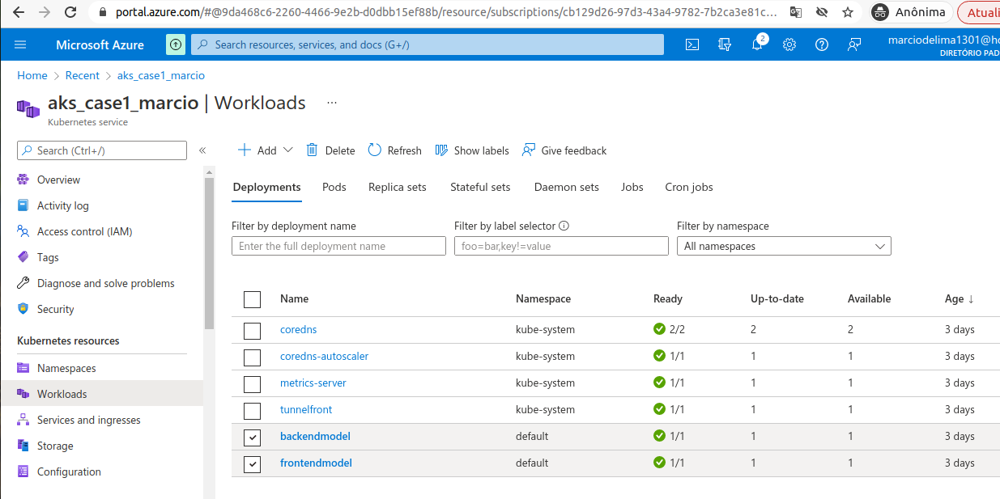 portal.azure.com/#@9da468c6-2260-4466-9e2b-d0dbb15ef88b/resource/subscriptions/cb129d26-97d3-43a4-9782-7b2ca3e81c... Anônima Atuali
Microsoft Azure Search resources, services, and docs (G+/) 2 marciodelima1301@ho
DIRETÓRIO PAD
Home > Recent > aks_case1_marcio
aks_case1_marcio | Workloads ...
Kubernetes service
Search (Ctrl+/) «
Add Delete Refresh Show labels Give feedback
Overview
Activity log
Access control (IAM)
Tags
Diagnose and solve problems
Security
Kubernetes resources
Namespaces
Workloads
Services and ingresses
Storage
Configuration
Deployments Pods Replica sets Stateful sets Daemon sets Jobs Cron jobs
Filter by deployment name Filter by label selector Filter by namespace
Enter the full deployment name foo=bar,key!=value All namespaces
Name Namespace Ready Up-to-date Available Age ↓
coredns kube-system 2/2 2 2 3 days
coredns-autoscaler kube-system 1/1 1 1 3 days
metrics-server kube-system 1/1 1 1 3 days
tunnelfront kube-system 1/1 1 1 3 days
backendmodel default 1/1 1 1 3 days
frontendmodel default 1/1 1 1 3 days